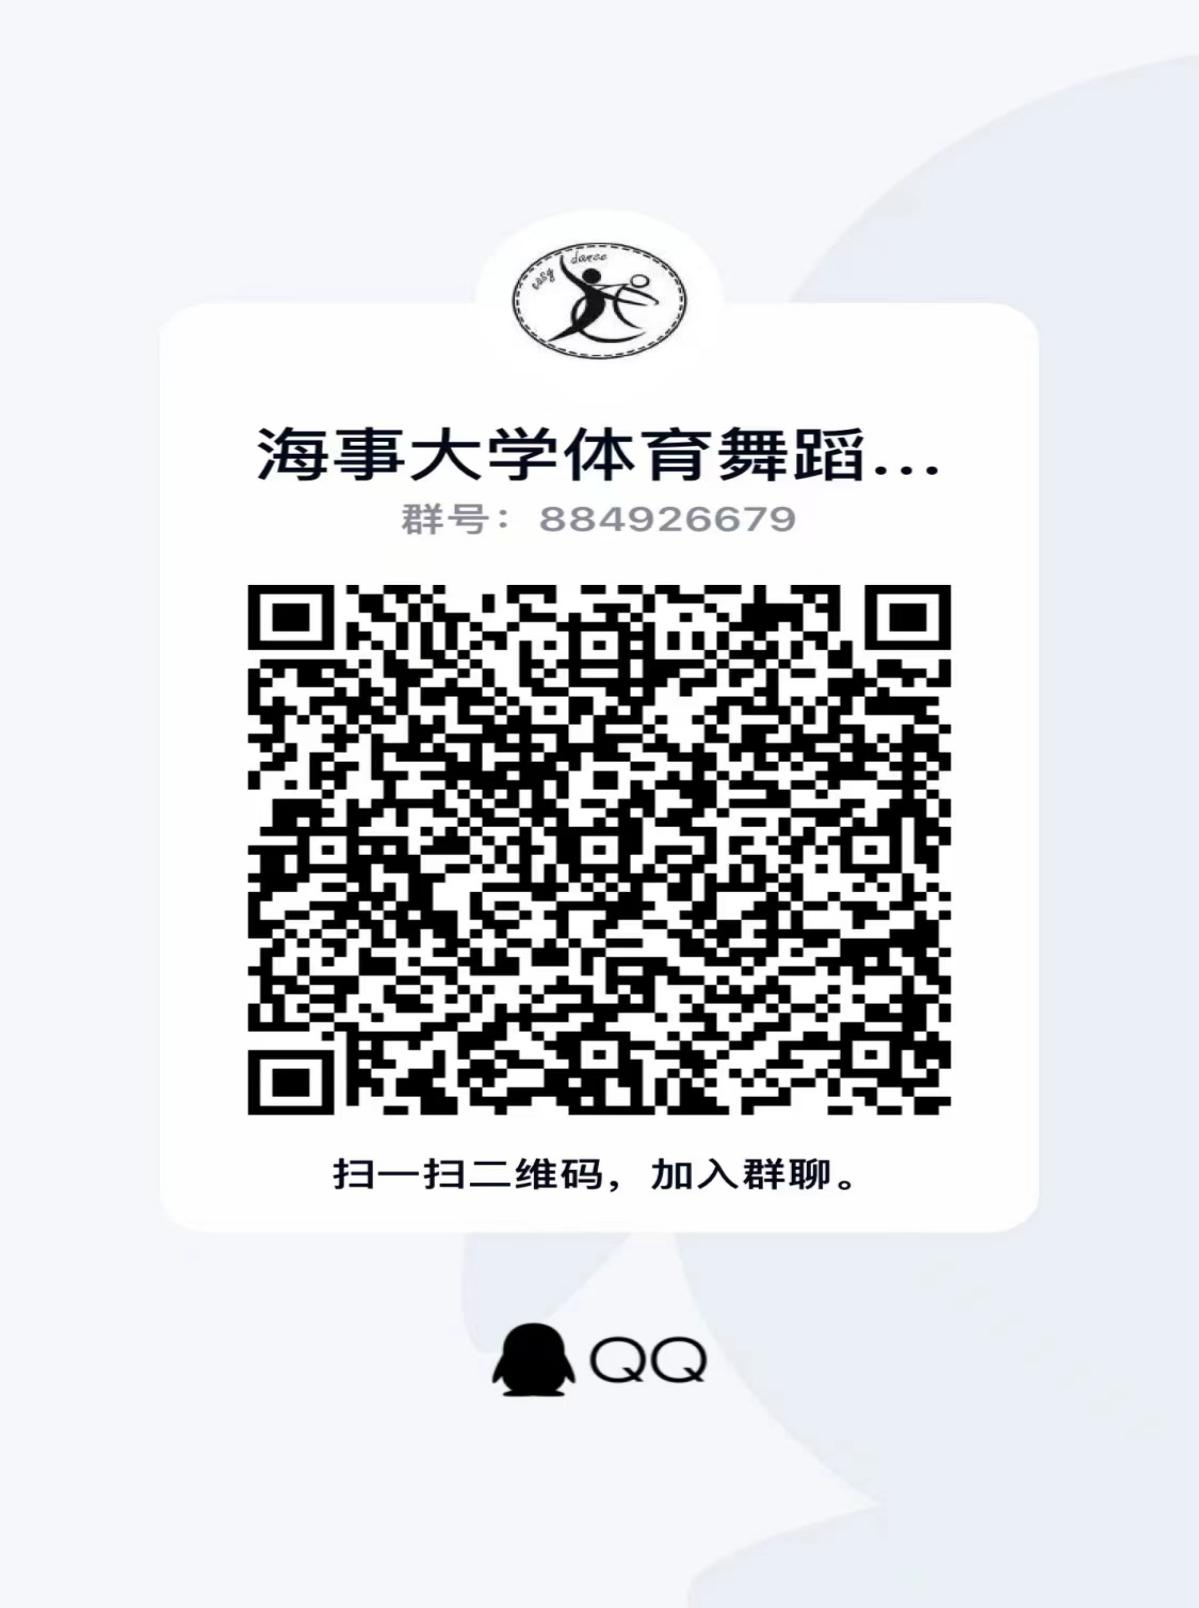 easy dance
海事大学体育舞蹈...
群号：884926679
扫一扫二维码，加入群聊。
QQ